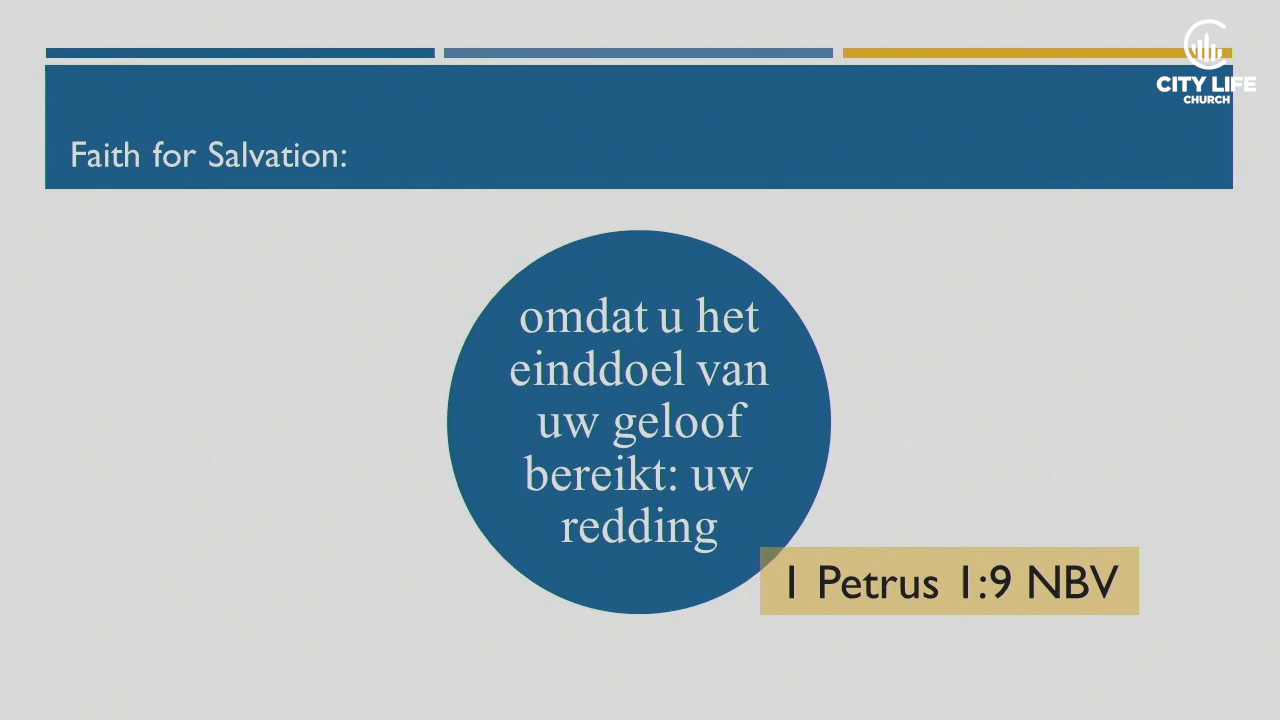 CITY LIFE
CHURCH
Faith for Salvation:
omdat u het
einddoel van
uw geloof
bereikt: uw
redding
1 Petrus 1:9 NBV